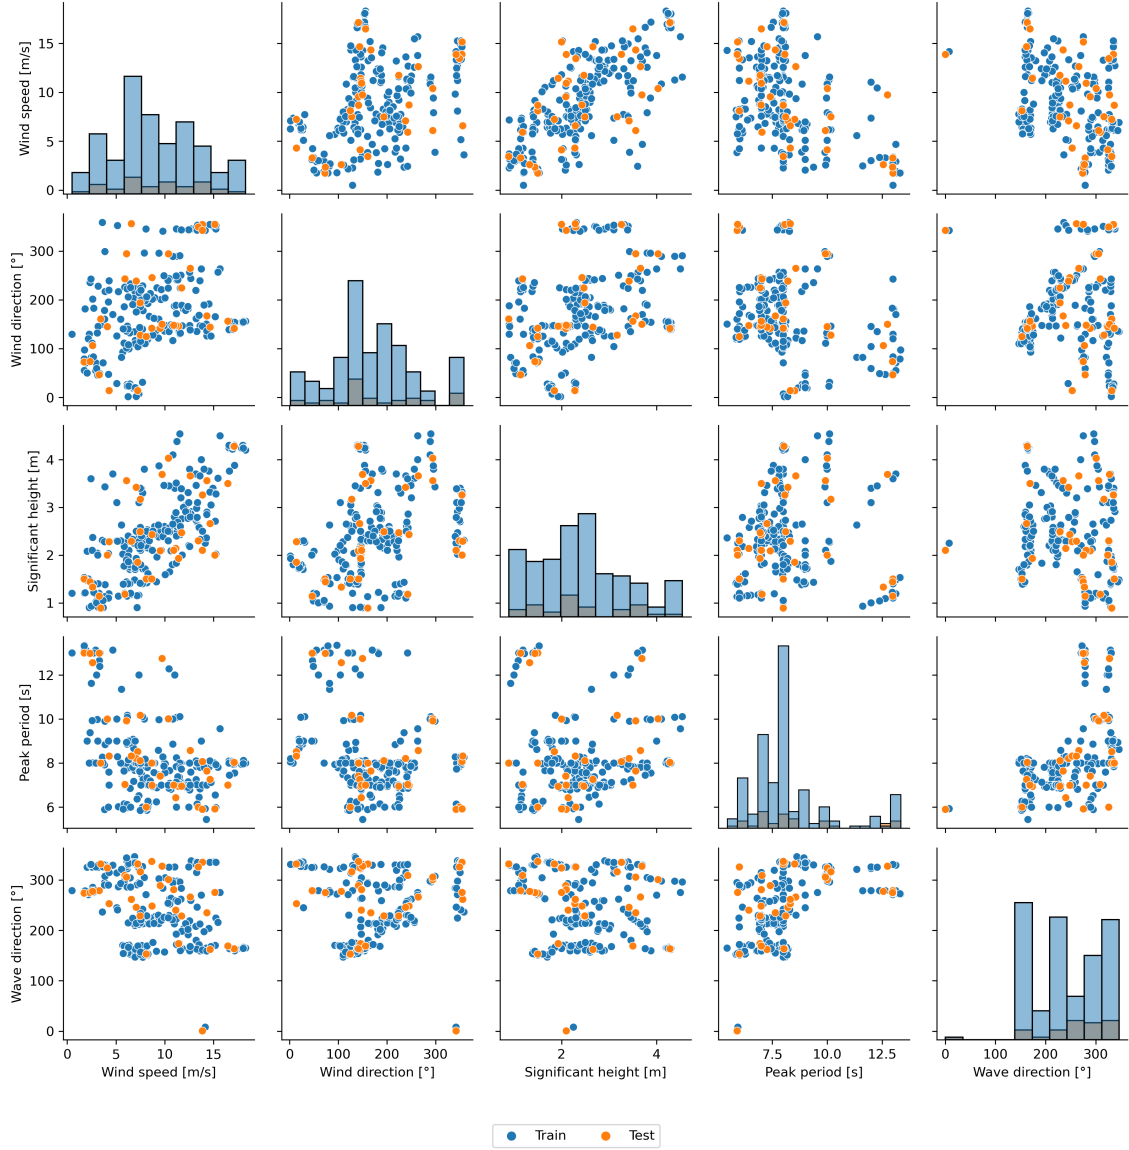 Wind speed [m/s]
15
10
5
0
Wind direction [°]
300
200
100
0
Significant height [m]
4
3
2
1
Peak period [s]
12
10
8
6
Wave direction [°]
300
200
100
0
0 5 10 15
0 100 200 300
2 4
7.5 10.0 12.5
0 100 200 300
Wind speed [m/s]
Wind direction [°]
Significant height [m]
Peak period [s]
Wave direction [°]
Train
Test